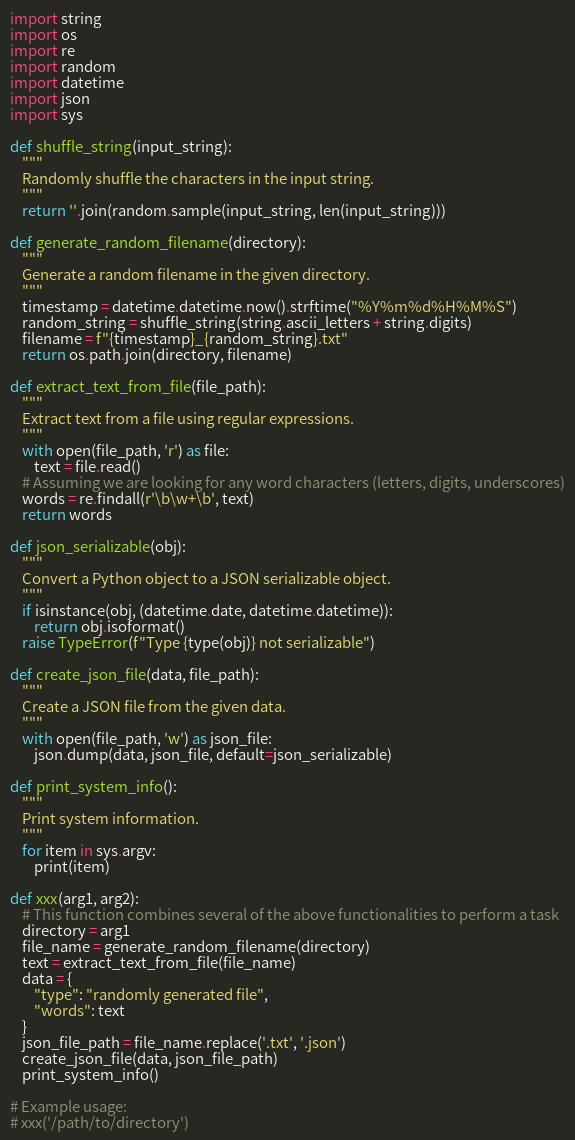 import string
import os
import re
import random
import datetime
import json
import sys

def shuffle_string(input_string):
    """
    Randomly shuffle the characters in the input string.
    """
    return ''.join(random.sample(input_string, len(input_string)))

def generate_random_filename(directory):
    """
    Generate a random filename in the given directory.
    """
    timestamp = datetime.datetime.now().strftime("%Y%m%d%H%M%S")
    random_string = shuffle_string(string.ascii_letters + string.digits)
    filename = f"{timestamp}_{random_string}.txt"
    return os.path.join(directory, filename)

def extract_text_from_file(file_path):
    """
    Extract text from a file using regular expressions.
    """
    with open(file_path, 'r') as file:
        text = file.read()
    # Assuming we are looking for any word characters (letters, digits, underscores)
    words = re.findall(r'\b\w+\b', text)
    return words

def json_serializable(obj):
    """
    Convert a Python object to a JSON serializable object.
    """
    if isinstance(obj, (datetime.date, datetime.datetime)):
        return obj.isoformat()
    raise TypeError(f"Type {type(obj)} not serializable")

def create_json_file(data, file_path):
    """
    Create a JSON file from the given data.
    """
    with open(file_path, 'w') as json_file:
        json.dump(data, json_file, default=json_serializable)

def print_system_info():
    """
    Print system information.
    """
    for item in sys.argv:
        print(item)

def xxx(arg1, arg2):
    # This function combines several of the above functionalities to perform a task
    directory = arg1
    file_name = generate_random_filename(directory)
    text = extract_text_from_file(file_name)
    data = {
        "type": "randomly generated file",
        "words": text
    }
    json_file_path = file_name.replace('.txt', '.json')
    create_json_file(data, json_file_path)
    print_system_info()

# Example usage:
# xxx('/path/to/directory')